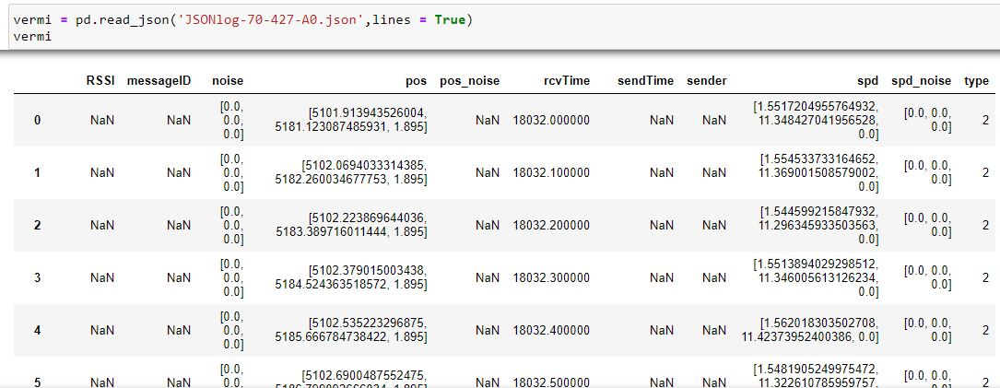 vermi = pd.read_json('JSONlog-70-427-A0.json',lines = True)
vermi
RSSI messageID noise pos pos_noise rcvTime sendTime sender spd spd_noise type
0 NaN NaN [0.0, 0.0, 0.0] [5101.913943526004, 5181.123087485931, 1.895] NaN 18032.000000 NaN NaN [1.5517204955764932, 11.348427041956528, 0.0] [0.0, 0.0, 0.0] 2
1 NaN NaN [0.0, 0.0, 0.0] [5102.0694033314385, 5182.260034677753, 1.895] NaN 18032.100000 NaN NaN [1.554533733164652, 11.369001508579002, 0.0] [0.0, 0.0, 0.0] 2
2 NaN NaN [0.0, 0.0, 0.0] [5102.223869644036, 5183.389716011444, 1.895] NaN 18032.200000 NaN NaN [1.544599215847932, 11.296345933503563, 0.0] [0.0, 0.0, 0.0] 2
3 NaN NaN [0.0, 0.0, 0.0] [5102.379015003438, 5184.524363518572, 1.895] NaN 18032.300000 NaN NaN [1.5513894029298512, 11.346005613126234, 0.0] [0.0, 0.0, 0.0] 2
4 NaN NaN [0.0, 0.0, 0.0] [5102.535223296875, 5185.666784738422, 1.895] NaN 18032.400000 NaN NaN [1.562018303502708, 11.42373952400386, 0.0] [0.0, 0.0, 0.0] 2
5 NaN NaN [0.0, 0.0, [5102.6900487552475, NaN 18032.500000 NaN NaN [1.5481905249975472, 11.322610785959757, [0.0, 0.0, 2